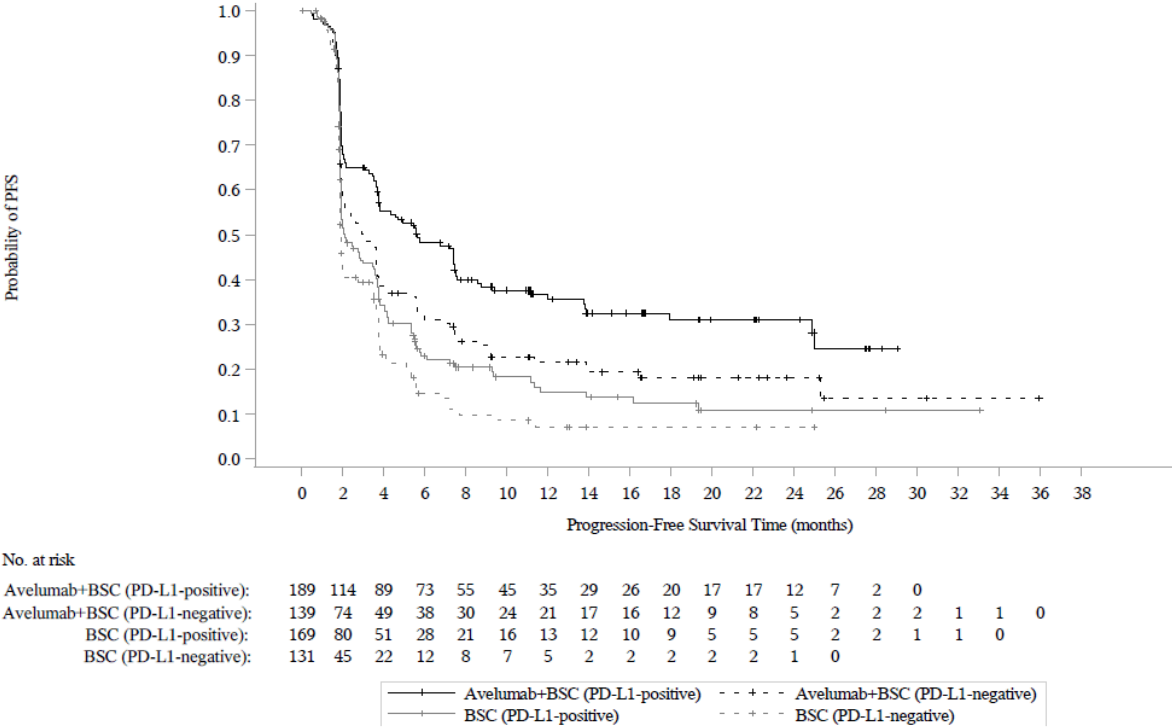 1.0
0.9
0.8
0.7
0.6
0.5
0.4
0.3
0.2
0.1
0.0
Probability of PFS
0 2 4 6 8 10 12 14 16 18 20 22 24 26 28 30 32 34 36 38
Progression-Free Survival Time (months)
No. at risk
Avelumab+BSC (PD-L1-positive): 189 114 89 73 55 45 35 29 26 20 17 17 12 7 2 0
Avelumab+BSC (PD-L1-negative): 139 74 49 38 30 24 21 17 16 12 9 8 5 2 2 2 1 1 0
BSC (PD-L1-positive): 169 80 51 28 21 16 13 12 10 9 5 5 5 2 2 1 1 0
BSC (PD-L1-negative): 131 45 22 12 8 7 5 2 2 2 2 2 1 0
Avelumab+BSC (PD-L1-positive) Avelumab+BSC (PD-L1-negative)
BSC (PD-L1-positive) BSC (PD-L1-negative)